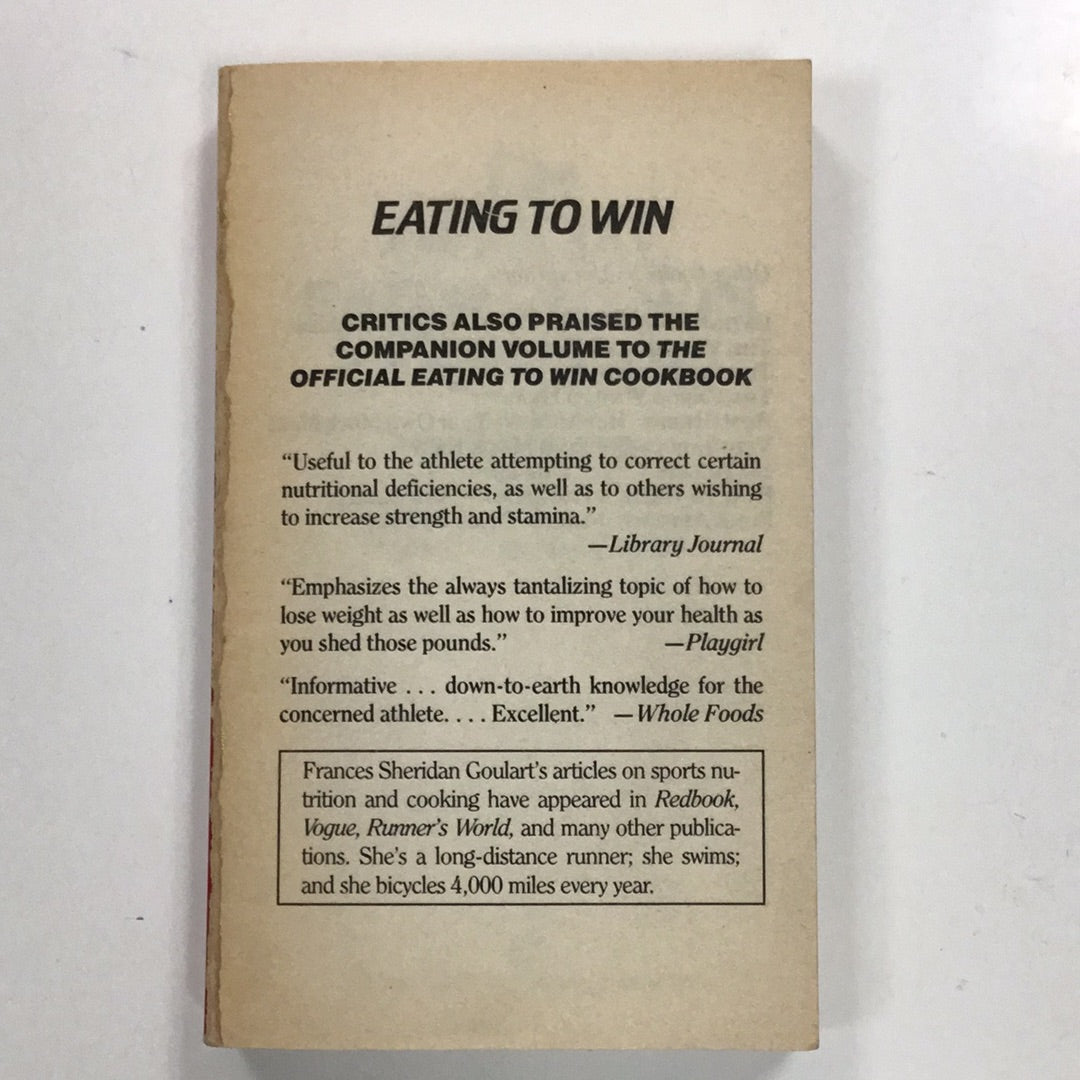 EATING TO WIN
CRITICS ALSO PRAISED THE
COMPANION VOLUME TO THE
OFFICIAL EATING TO WIN COOKBOOK
“Useful to the athlete attempting to correct certain
nutritional deficiencies, as well as to others wishing
to increase strength and stamina.”
—Library Journal
“Emphasizes the always tantalizing topic of how to
lose weight as well as how to improve your health as
you shed those pounds.” —Playgirl
“Informative . . . down-to-earth knowledge for the
concerned athlete. . . . Excellent.” —Whole Foods
Frances Sheridan Goulart’s articles on sports nu-
trition and cooking have appeared in Redbook,
Vogue, Runner’s World, and many other publica-
tions. She’s a long-distance runner; she swims;
and she bicycles 4,000 miles every year.